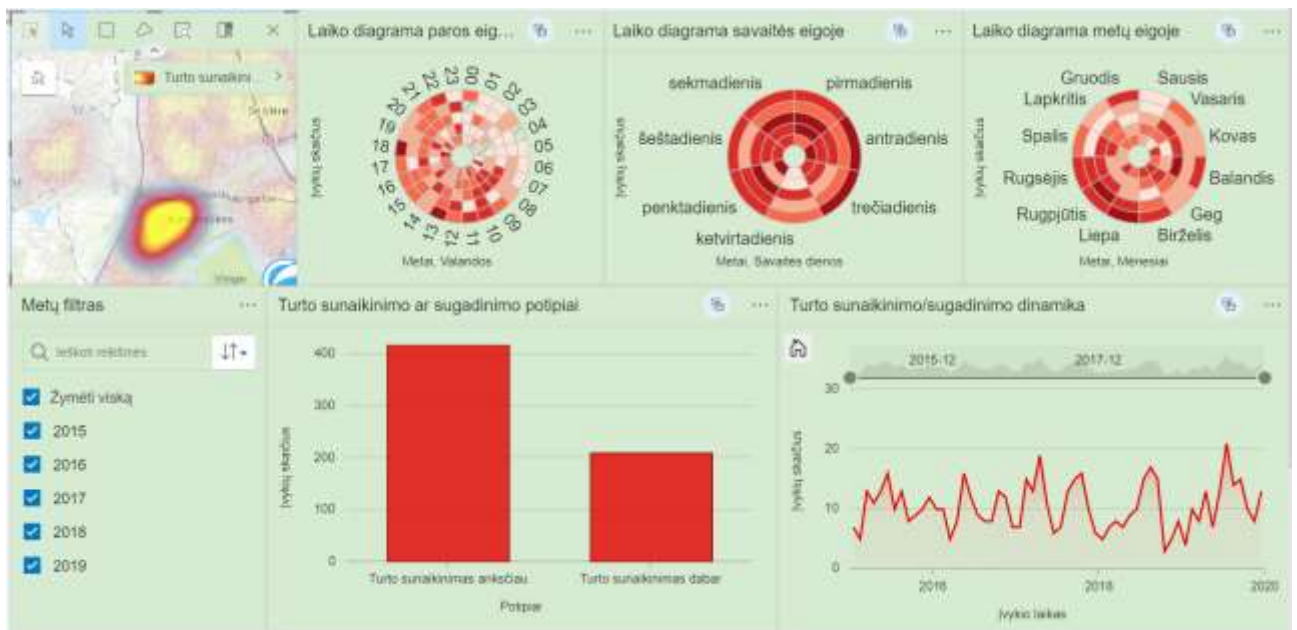 Laiko diagrama paros eig...
Laiko diagrama savaitės eigoje
Laiko diagrama metų eigoje
Turto sunaikini...
00
01
02
03
04
05
06
07
08
09
10
11
12
13
14
15
16
17
18
19
20
21
22
23
Įvykių skaičius
Metai, Valandos
sekmadienis
pirmadienis
šeštadienis
antradienis
penktadienis
trečiadienis
ketvirtadienis
Įvykių skaičius
Metai, Savaitės dienos
Gruodis
Sausis
Lapkritis
Vasaris
Spalis
Kovas
Rugsėjis
Balandis
Rugpjūtis
Geg
Liepa
Birželis
Įvykių skaičius
Metai, Mėnesiai
Metų filtras
Ieškoti reikšmės
Žymėti viską
2015
2016
2017
2018
2019
Turto sunaikinimo ar sugadinimo potipiai
400
300
200
100
0
Įvykių skaičius
Turto sunaikinimas anksčiau
Turto sunaikinimas dabar
Potipiai
Turto sunaikinimo/sugadinimo dinamika
2015-12
2017-12
30
20
10
0
Įvykių skaičius
2016
2018
2020
Įvykio laikas